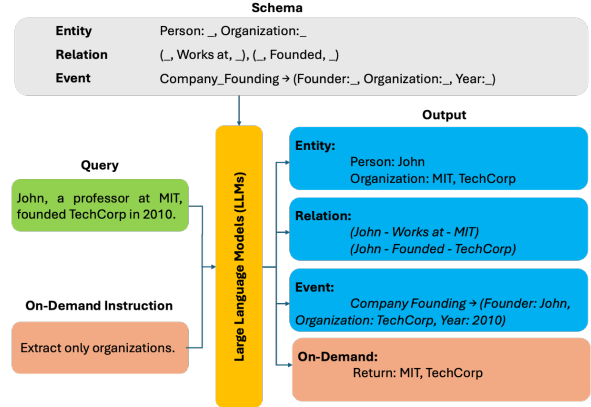 Schema
Entity Person: _, Organization:_
Relation (_, Works at, _), (_, Founded, _)
Event Company_Founding → (Founder:_, Organization:_, Year:_)
Query
John, a professor at MIT,
founded TechCorp in 2010.
On-Demand Instruction
Extract only organizations.
Large Language Models (LLMs)
Output
Entity:
Person: John
Organization: MIT, TechCorp
Relation:
(John - Works at - MIT)
(John - Founded - TechCorp)
Event:
Company Founding → (Founder: John,
Organization: TechCorp, Year: 2010)
On-Demand:
Return: MIT, TechCorp